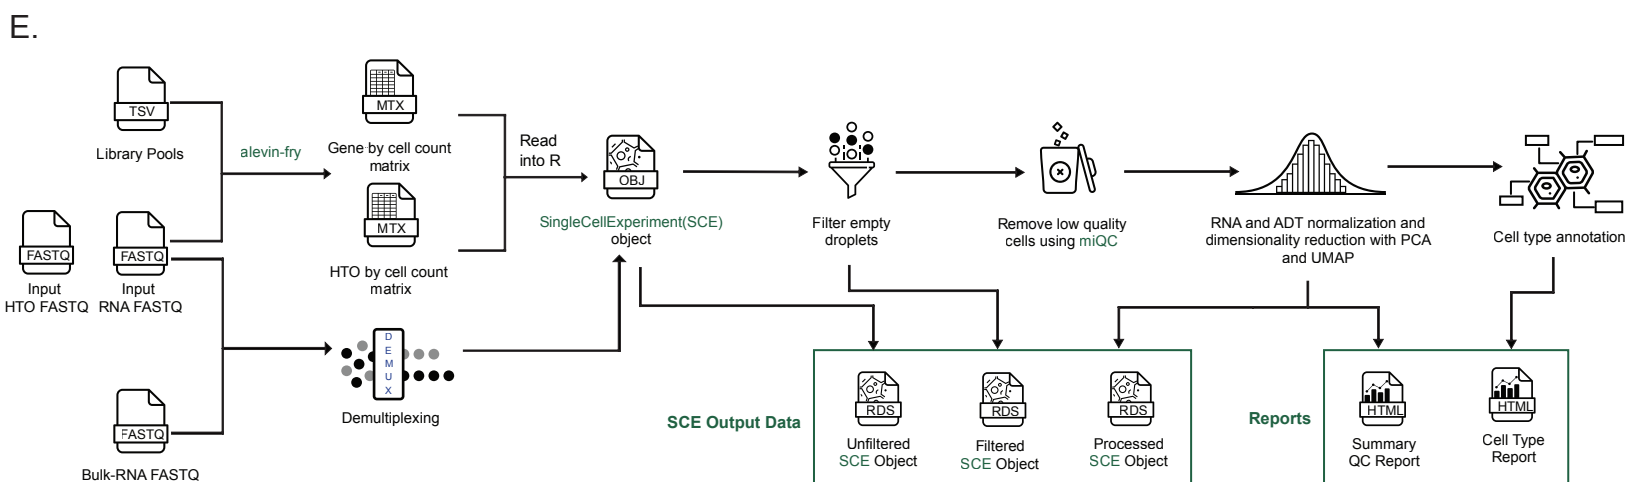 E.
TSV
Library Pools
alevin-fry
MTX
Gene by cell count
matrix
MTX
HTO by cell count
matrix
FASTQ
Input
HTO FASTQ
FASTQ
Input
RNA FASTQ
FASTQ
Bulk-RNA FASTQ
DEMUX
Demultiplexing
Read
into R
OBJ
SingleCellExperiment(SCE)
object
Filter empty
droplets
Remove low quality
cells using miQC
RNA and ADT normalization and
dimensionality reduction with PCA
and UMAP
Cell type annotation
SCE Output Data
RDS
Unfiltered
SCE Object
RDS
Filtered
SCE Object
RDS
Processed
SCE Object
Reports
HTML
Summary
QC Report
HTML
Cell Type
Report